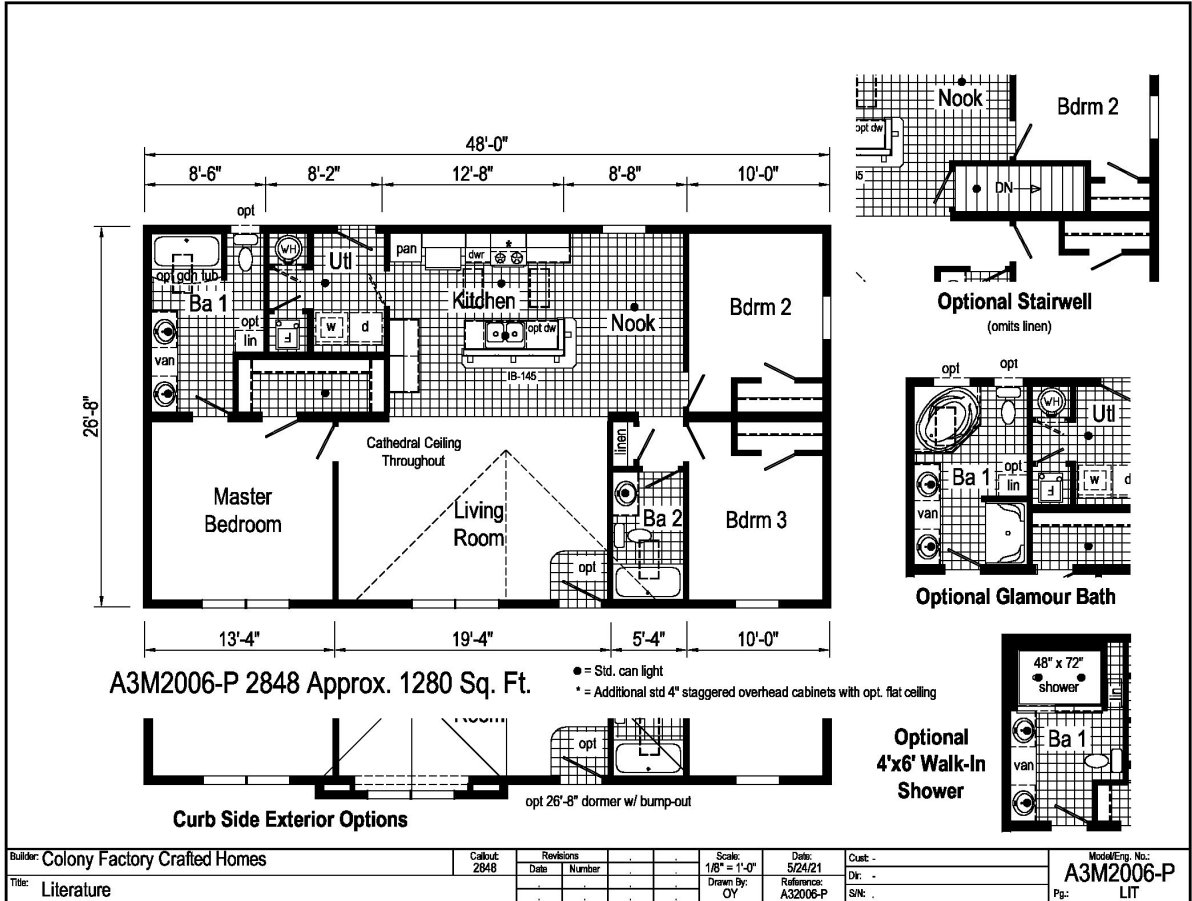 48'-0"
8'-6"
8'-2"
12'-8"
8'-8"
10'-0"
26'-8"
opt
opt gdn tub
Ba 1
opt
lin
van
WH
Utl
F
w
d
pan
dwr
*
Kitchen
opt dw
IB-145
Nook
Bdrm 2
Cathedral Ceiling
Throughout
Master
Bedroom
Living
Room
linen
Ba 2
opt
Bdrm 3
13'-4"
19'-4"
5'-4"
10'-0"
A3M2006-P 2848 Approx. 1280 Sq. Ft.
= Std. can light
* = Additional std 4" staggered overhead cabinets with opt. flat ceiling
Room
opt
opt 26'-8" dormer w/ bump-out
Curb Side Exterior Options
Nook
Bdrm 2
opt dw
45
DN
Optional Stairwell
(omits linen)
opt
opt
WH
Utl
Ba 1
opt
lin
F
w
d
van
Optional Glamour Bath
48" x 72"
shower
lin
Ba 1
van
Optional
4'x6' Walk-In
Shower
Builder: Colony Factory Crafted Homes
Title: Literature
Callout:
2848
Revisions
Date
Number
Scale:
1/8" = 1'-0"
Drawn By:
OY
Date:
5/24/21
Reference:
A32006-P
Cust: -
Dir: -
S/N: .
Model/Eng. No.:
A3M2006-P
Pg.: LIT